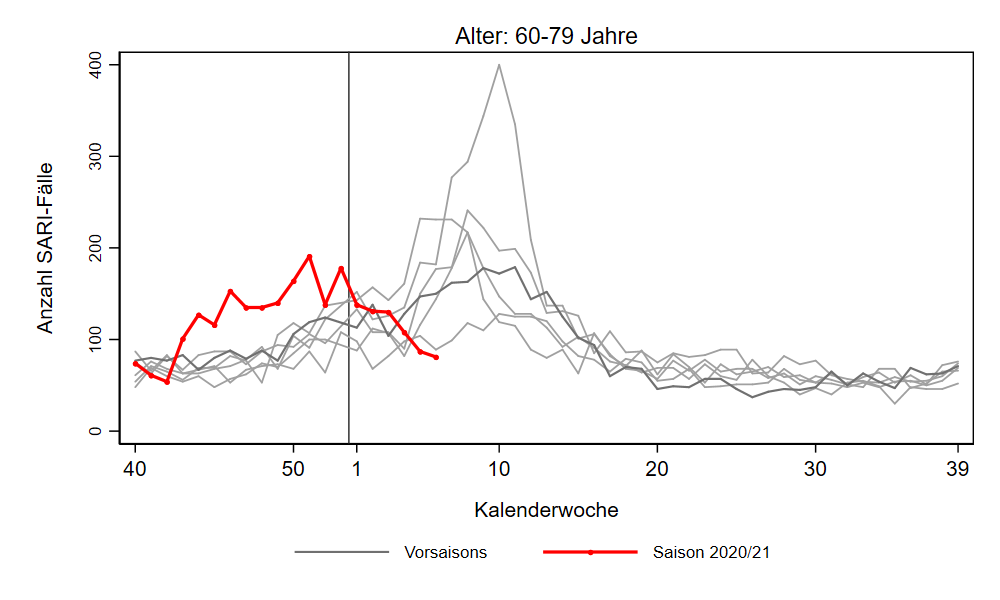 Alter: 60-79 Jahre
Anzahl SARI-Fälle
400
300
200
100
0
40 50 1 10 20 30 39
Kalenderwoche
Vorsaisons Saison 2020/21